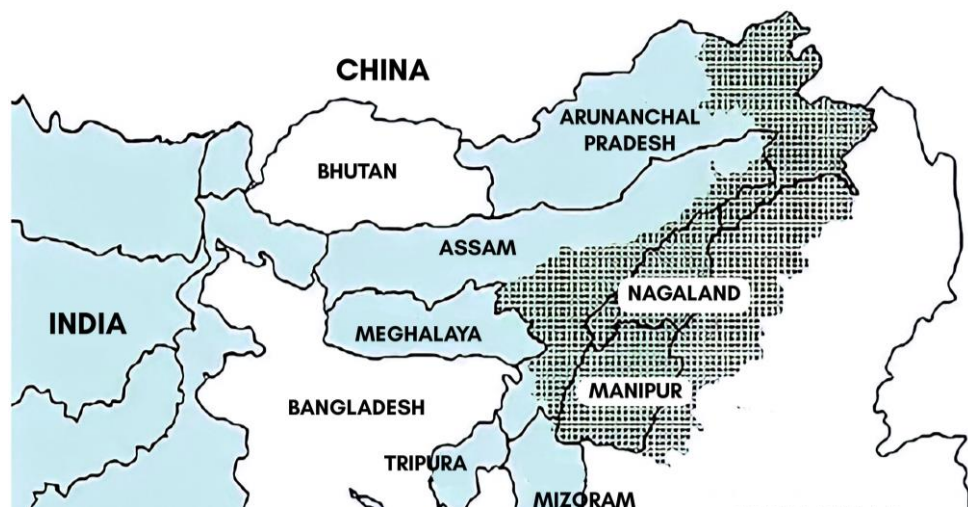 CHINA
ARUNANCHAL
PRADESH
BHUTAN
ASSAM
NAGALAND
INDIA
MEGHALAYA
MANIPUR
BANGLADESH
TRIPURA
MIZORAM